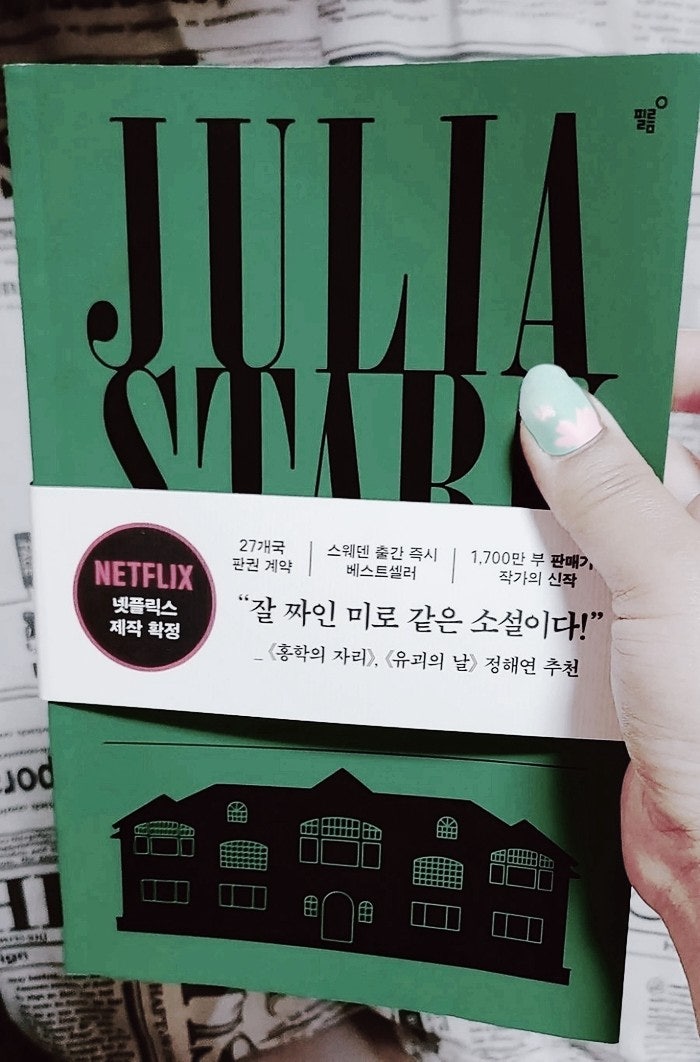 필름
JULIA
STARK
NETFLIX
넷플릭스
제작 확정
27개국
판권 계약
스웨덴 출간 즉시
베스트셀러
1,700만 부 판매기
작가의 신작
“잘 짜인 미로 같은 소설이다!”
_《홍학의 자리》, 《유괴의 날》 정해연 추천